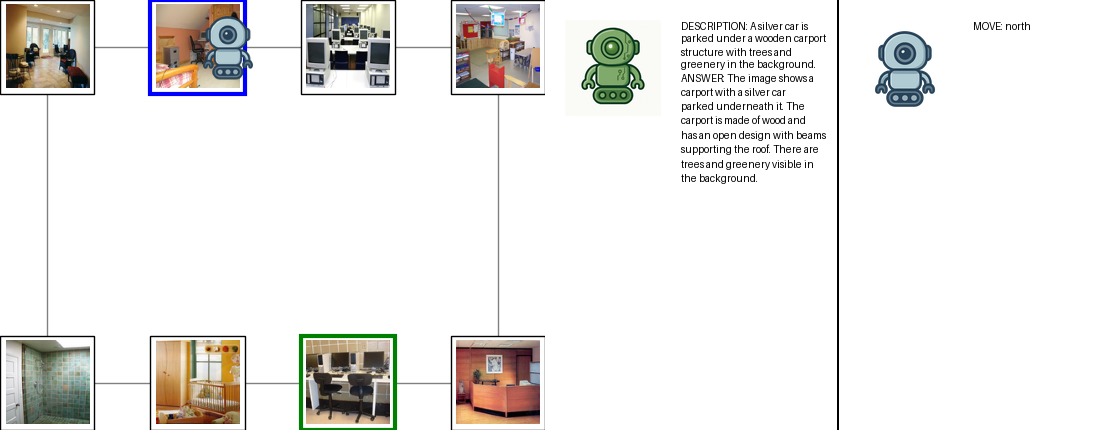 DESCRIPTION: A silver car is
parked under a wooden carport
structure with trees and
greenery in the background.
ANSWER: The image shows a
carport with a silver car
parked underneath it. The
carport is made of wood and
has an open design with beams
supporting the roof. There are
trees and greenery visible in
the background.
MOVE: north